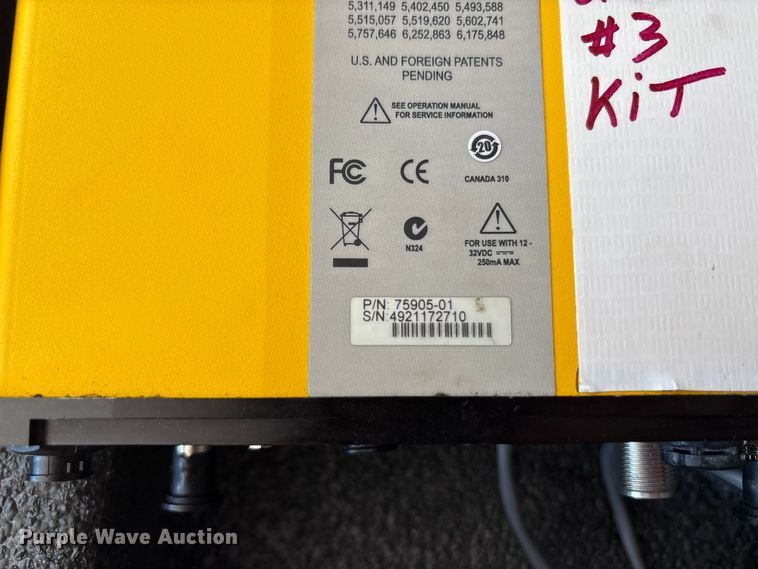 5,311,149 5,402,450 5,493,588
5,515,057 5,519,620 5,602,741
5,757,646 6,252,863 6,175,848
U.S. AND FOREIGN PATENTS
PENDING
SEE OPERATION MANUAL
FOR SERVICE INFORMATION
20
FC CE CANADA 310
N324
FOR USE WITH 12 -
32VDC
250mA MAX
P/N: 75905-01
S/N:4921172710
#3
KiT
Purple Wave Auction